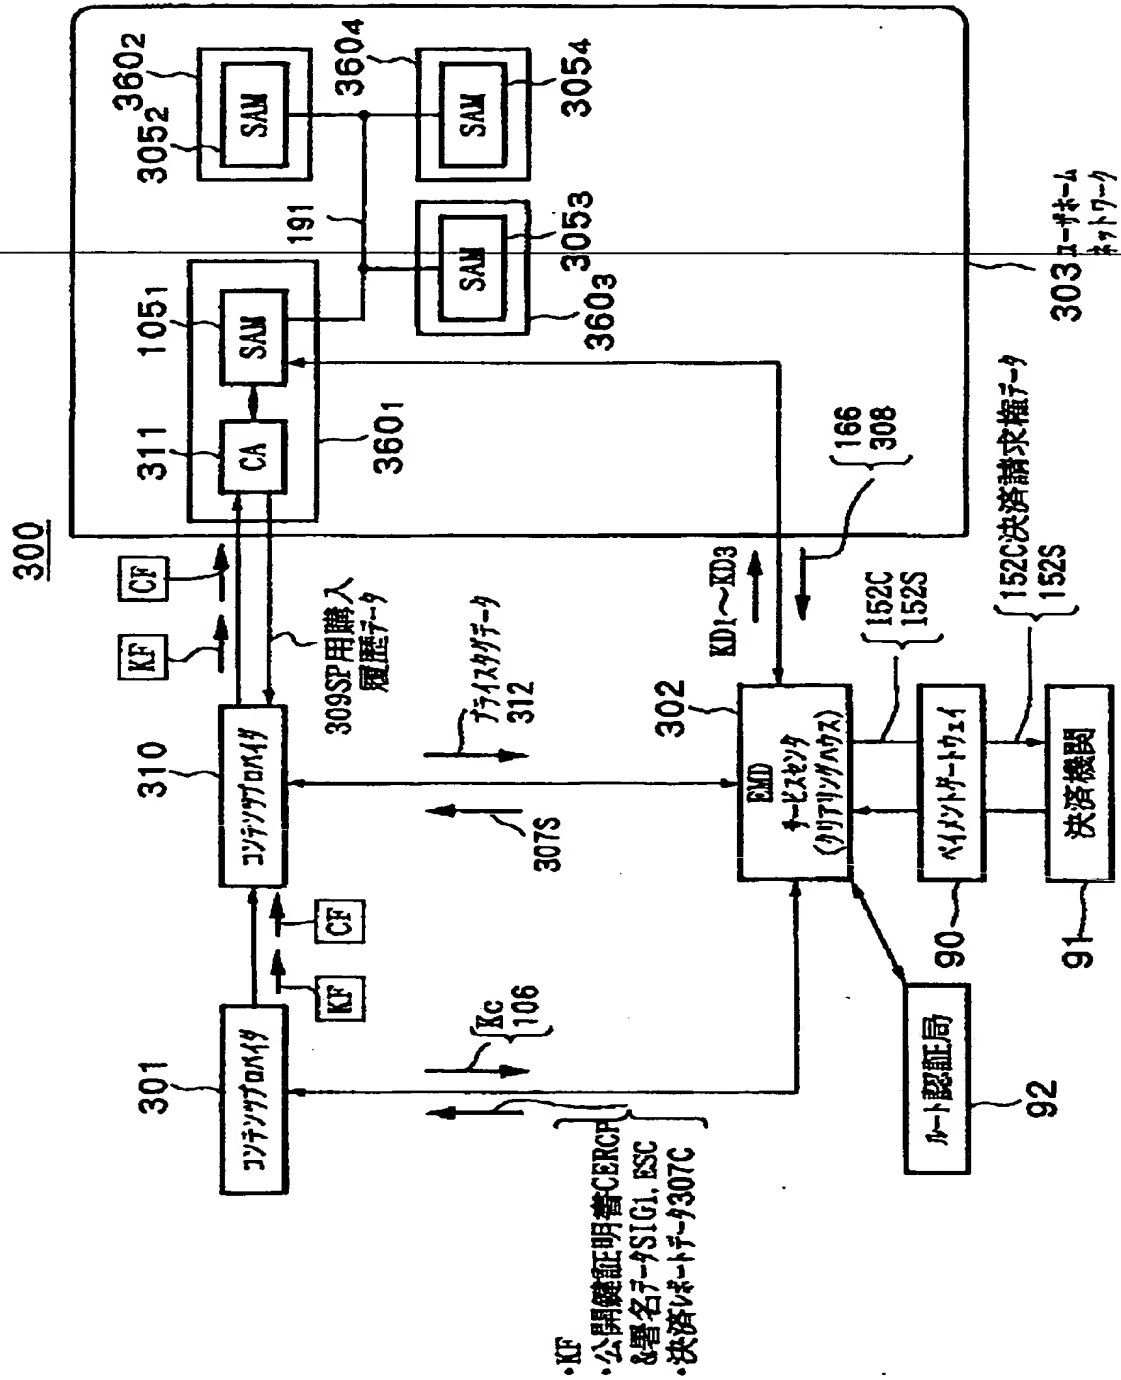 300
301
コンテンツプロバイダ
KF
CF
310
コンテンツプロバイダ
KF
CF
309SP用購入
履歴データ
311
CA
1051
SAM
3601
3052
3602
SAM
191
3604
SAM
3054
SAM
3053
3603
303
ユーザホーム
ネットワーク
Kc
106
・KF
・公開鍵証明書CERCP
&署名データSIG1, ESC
・決済レポートデータ307C
307S
プライスタグデータ
312
KD1～KD3
166
308
302
EMD
サービスセンタ
(クリアリングハウス)
152C
152S
ペイメントゲートウェイ
90
152C決済請求権データ
152S
決済機関
91
ルート認証局
92